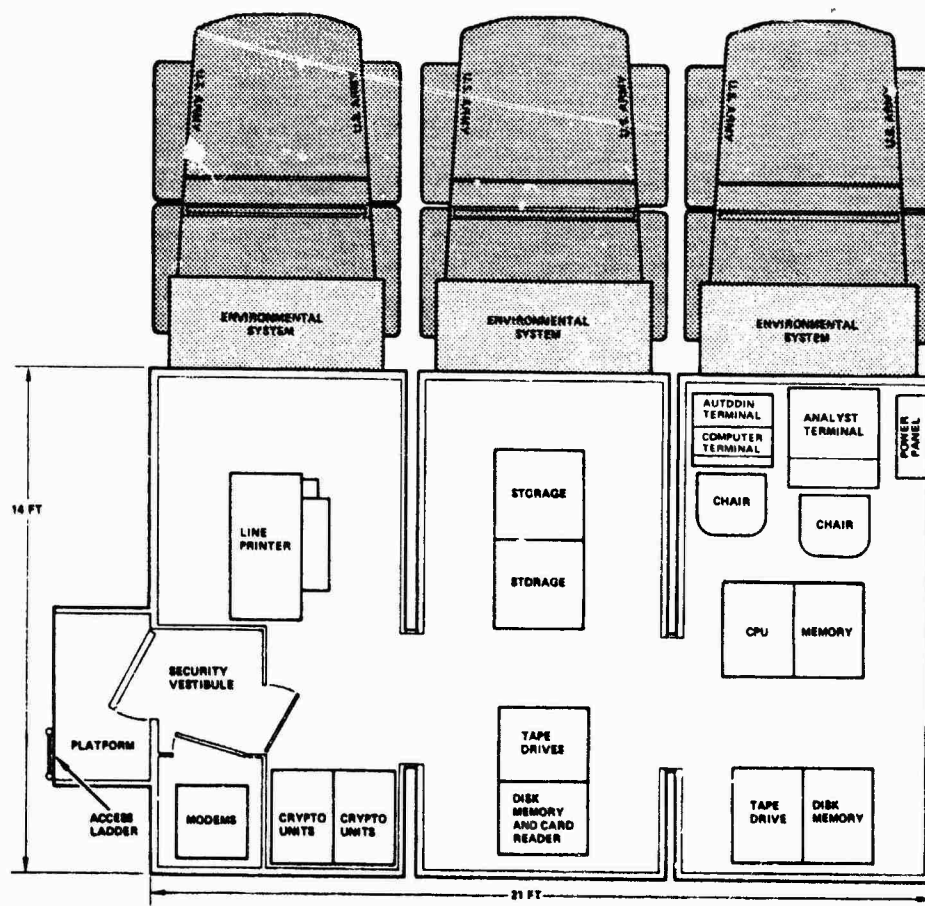 U.S. ARMY
U.S. ARMY
U.S. ARMY
U.S. ARMY
U.S. ARMY
U.S. ARMY
ENVIRONMENTAL
SYSTEM
ENVIRONMENTAL
SYSTEM
ENVIRONMENTAL
SYSTEM
AUTODIN
TERMINAL
COMPUTER
TERMINAL
ANALYST
TERMINAL
POWER
PANEL
CHAIR
CHAIR
14 FT
LINE
PRINTER
STORAGE
STORAGE
CPU
MEMORY
SECURITY
VESTIBULE
PLATFORM
ACCESS
LADDER
MODEMS
CRYPTO
UNITS
CRYPTO
UNITS
TAPE
DRIVES
DISK
MEMORY
AND CARD
READER
TAPE
DRIVE
DISK
MEMORY
21 FT